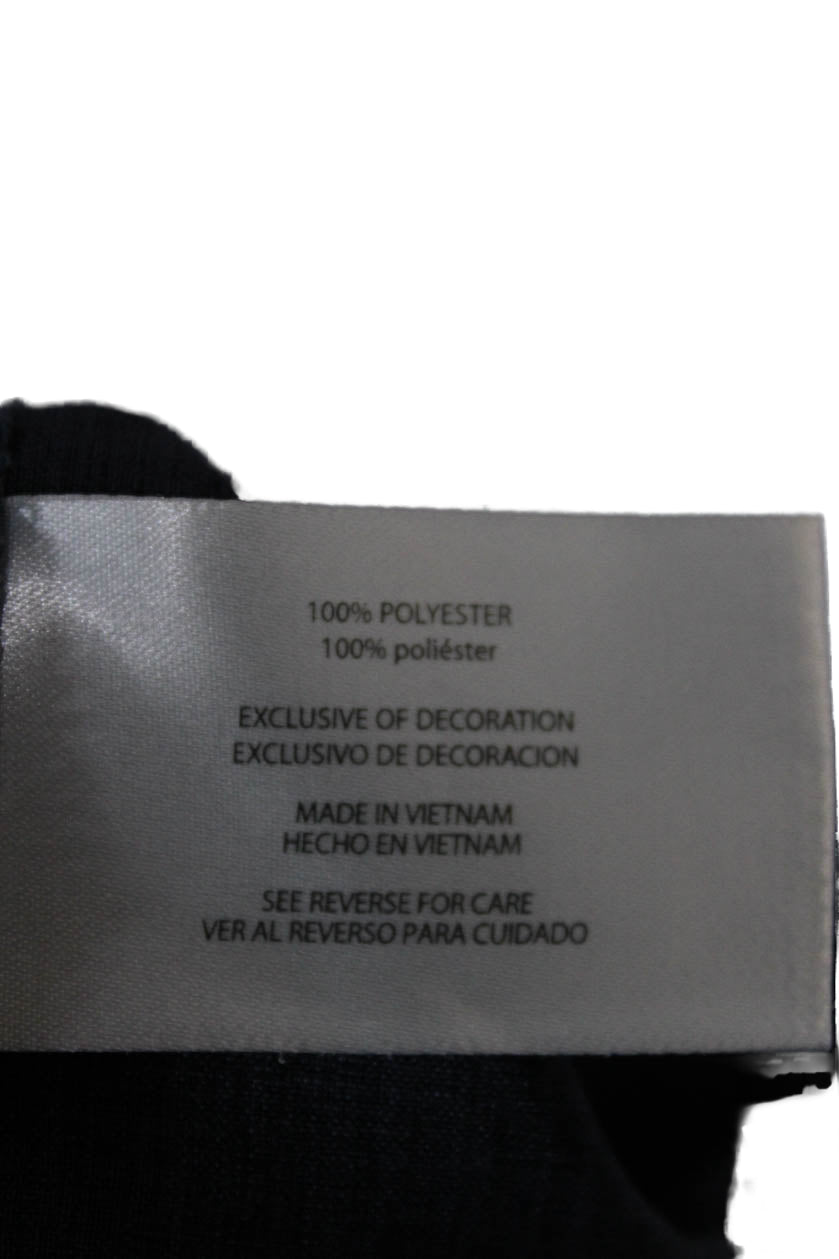 100% POLYESTER
100% poliéster
EXCLUSIVE OF DECORATION
EXCLUSIVO DE DECORACION
MADE IN VIETNAM
HECHO EN VIETNAM
SEE REVERSE FOR CARE
VER AL REVERSO PARA CUIDADO